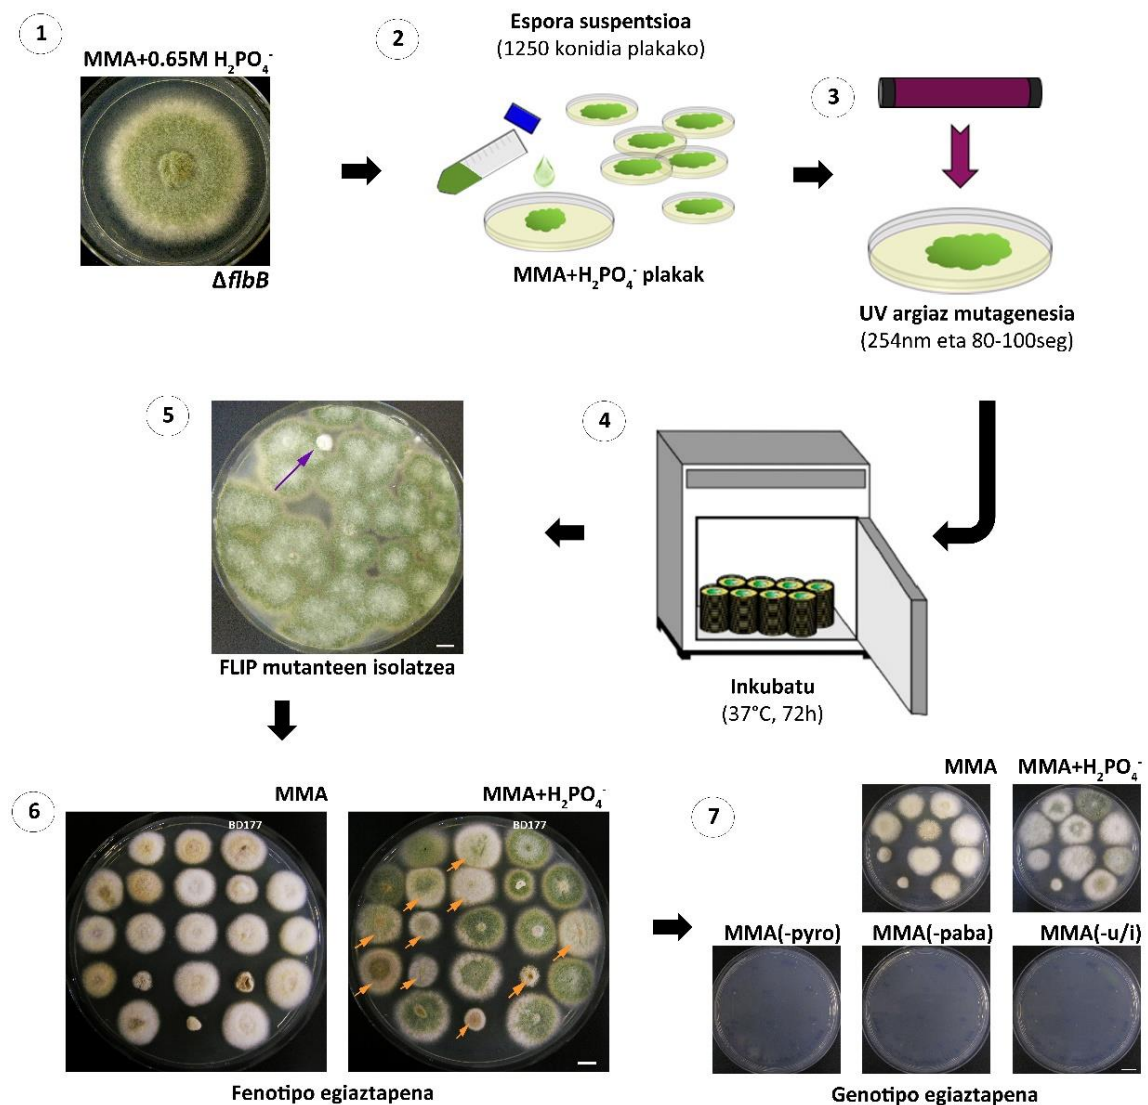 1
MMA+0.65M H₂PO₄⁻
ΔflbB
2
Espora suspentsioa
(1250 konidia plakako)
MMA+H₂PO₄⁻ plakak
3
UV argiaz mutagenesia
(254nm eta 80-100seg)
4
Inkubatu
(37°C, 72h)
5
FLIP mutanteen isolatzea
6
MMA
BD177
MMA+H₂PO₄⁻
BD177
Fenotipo egiaztapena
7
MMA
MMA+H₂PO₄⁻
MMA(-pyro)
MMA(-paba)
MMA(-u/i)
Genotipo egiaztapena